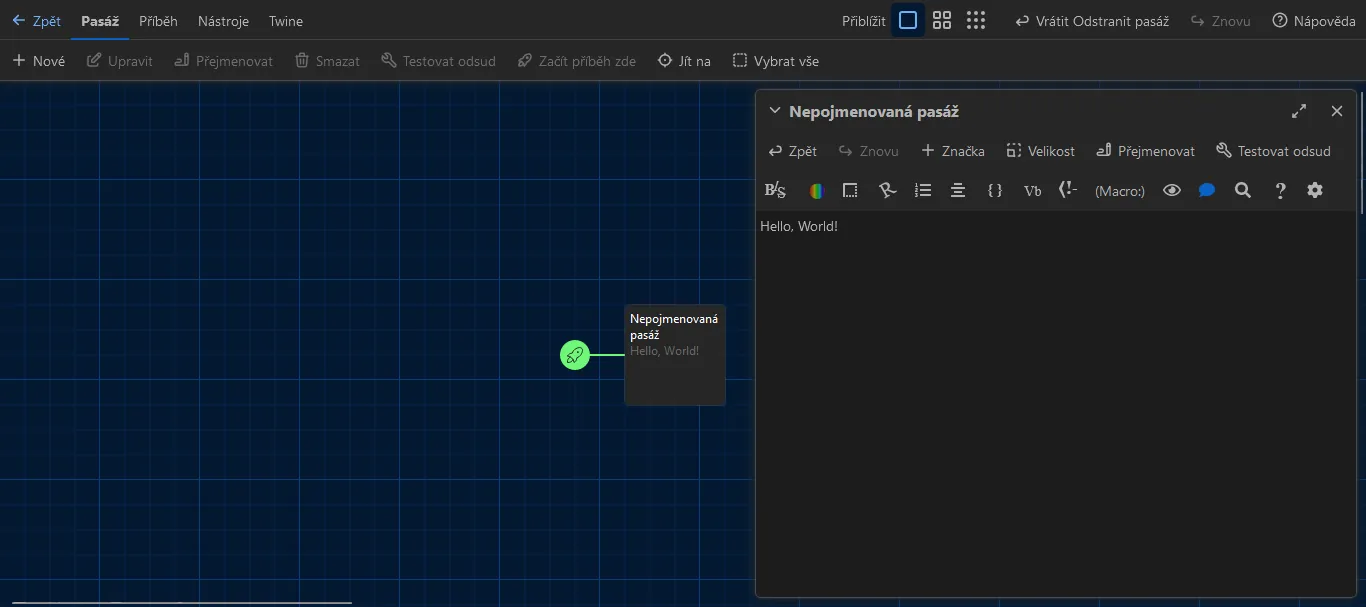 Zpět Pasáž Příběh Nástroje Twine Přiblížit Vrátit Odstranit pasáž Znovu Nápověda
Nové Upravit Přejmenovat Smazat Testovat odsud Začít příběh zde Jít na Vybrat vše
Nepojmenovaná pasáž
Zpět Znovu Značka Velikost Přejmenovat Testovat odsud
B/S {} Vb (!- (Macro:) ?
Hello, World!
Nepojmenovaná
pasáž
Hello, World!